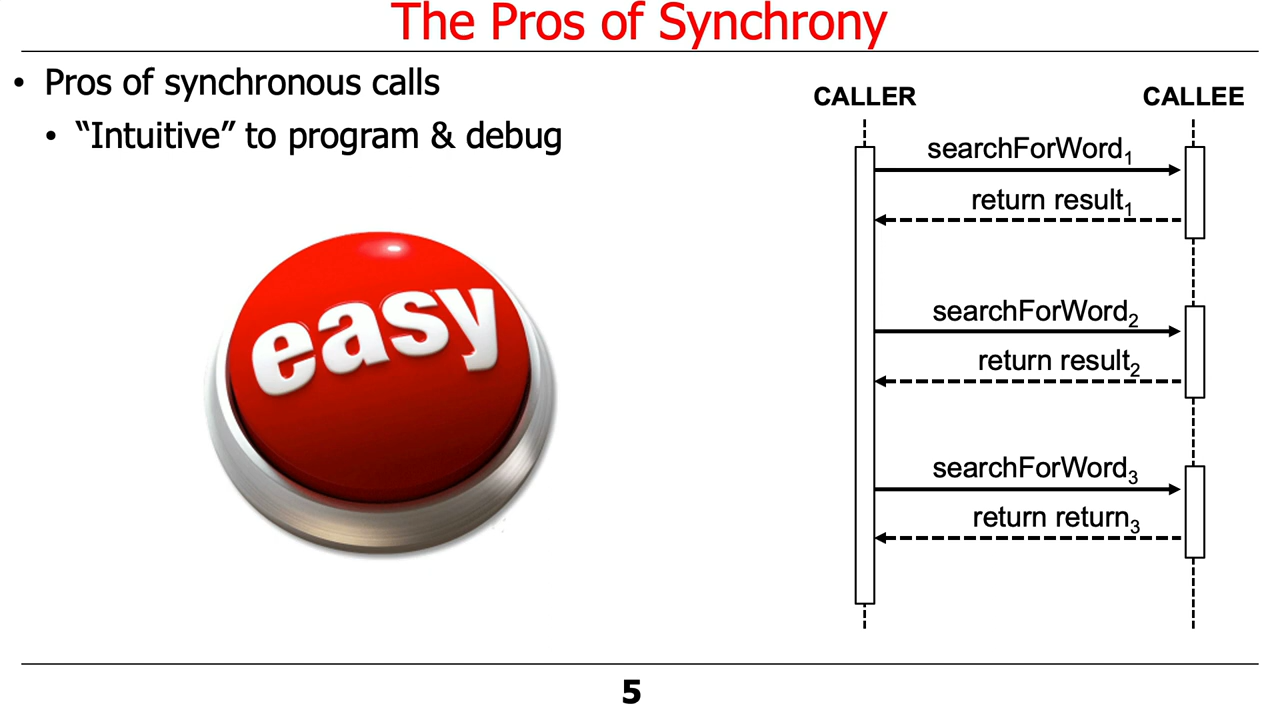 The Pros of Synchrony
• Pros of synchronous calls
• “Intuitive” to program & debug
easy
CALLER
CALLEE
searchForWord₁
return result₁
searchForWord₂
return result₂
searchForWord₃
return return₃
5